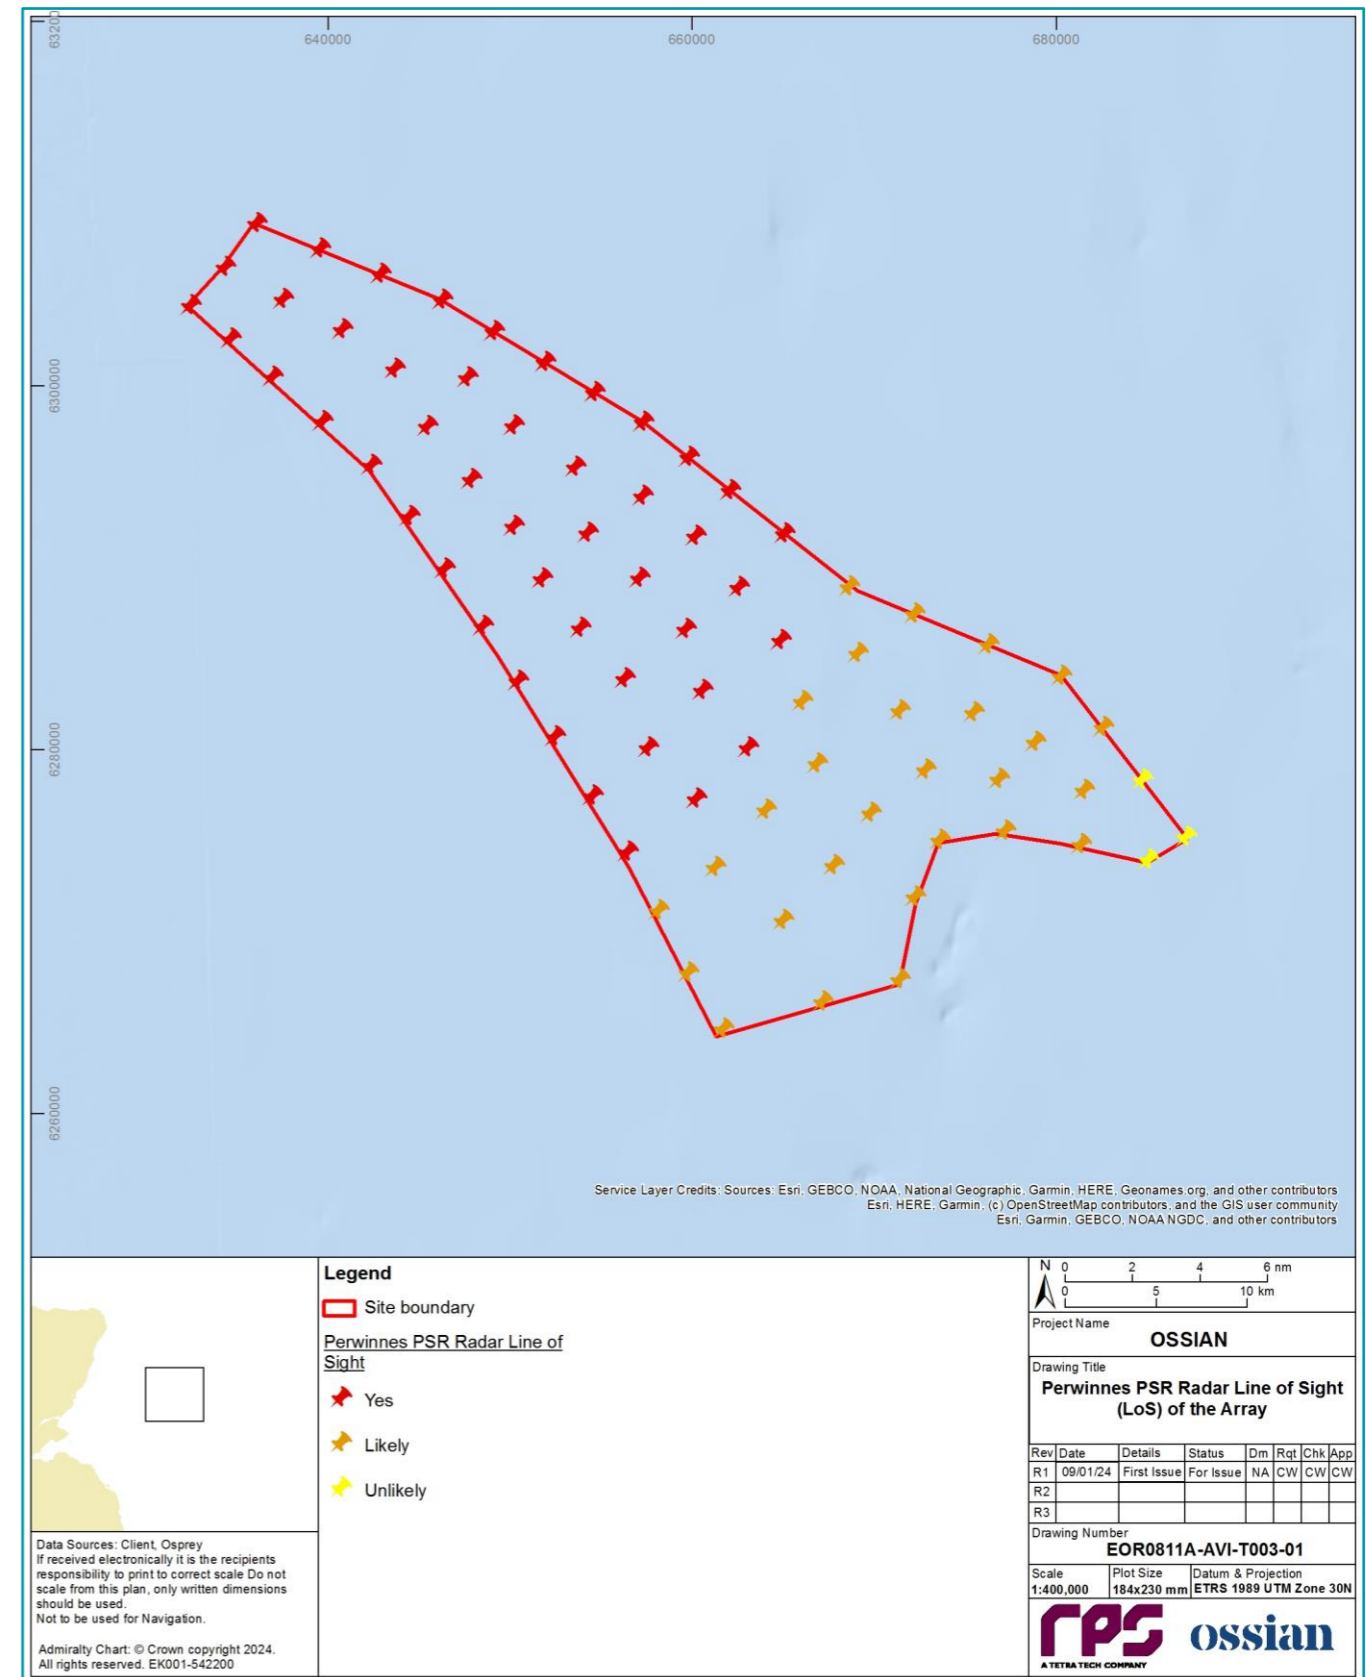 640000
660000
680000
63200
6300000
6280000
6260000
Service Layer Credits: Sources: Esri, GEBCO, NOAA, National Geographic, Garmin, HERE, Geonames.org, and other contributors
Esri, HERE, Garmin, (c) OpenStreetMap contributors, and the GIS user community
Esri, Garmin, GEBCO, NOAA NGDC, and other contributors
Legend
Site boundary
Perwinnes PSR Radar Line of
Sight
Yes
Likely
Unlikely
Data Sources: Client, Osprey
If received electronically it is the recipients
responsibility to print to correct scale Do not
scale from this plan, only written dimensions
should be used.
Not to be used for Navigation.
Admiralty Chart: © Crown copyright 2024.
All rights reserved. EK001-542200
N 0 2 4 6 nm
0 5 10 km
Project Name
OSSIAN
Drawing Title
Perwinnes PSR Radar Line of Sight
(LoS) of the Array
Rev Date Details Status Dm Rqt Chk App
R1 09/01/24 First Issue For Issue NA CW CW CW
R2
R3
Drawing Number
EOR0811A-AVI-T003-01
Scale Plot Size Datum & Projection
1:400,000 184x230 mm ETRS 1989 UTM Zone 30N
rps ossian
A TETRA TECH COMPANY